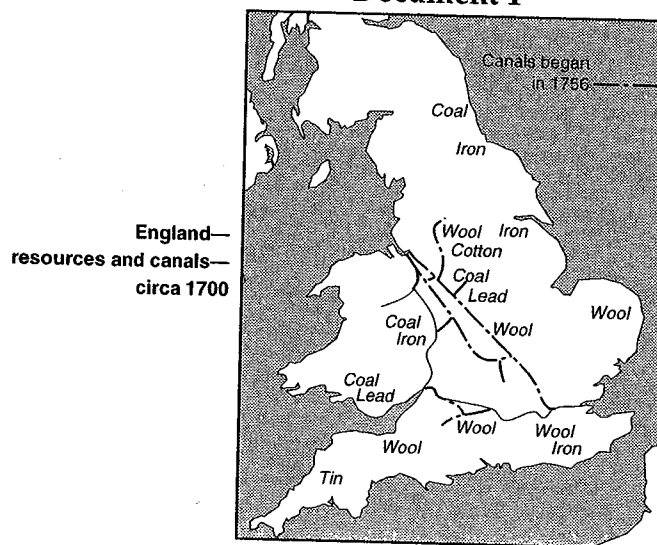 Document 1
Canals began
in 1756
Coal
Iron
England—
resources and canals—
circa 1700
Wool
Iron
Cotton
Coal
Lead
Wool
Wool
Coal
Iron
Coal
Lead
Wool
Wool
Wool
Iron
Tin